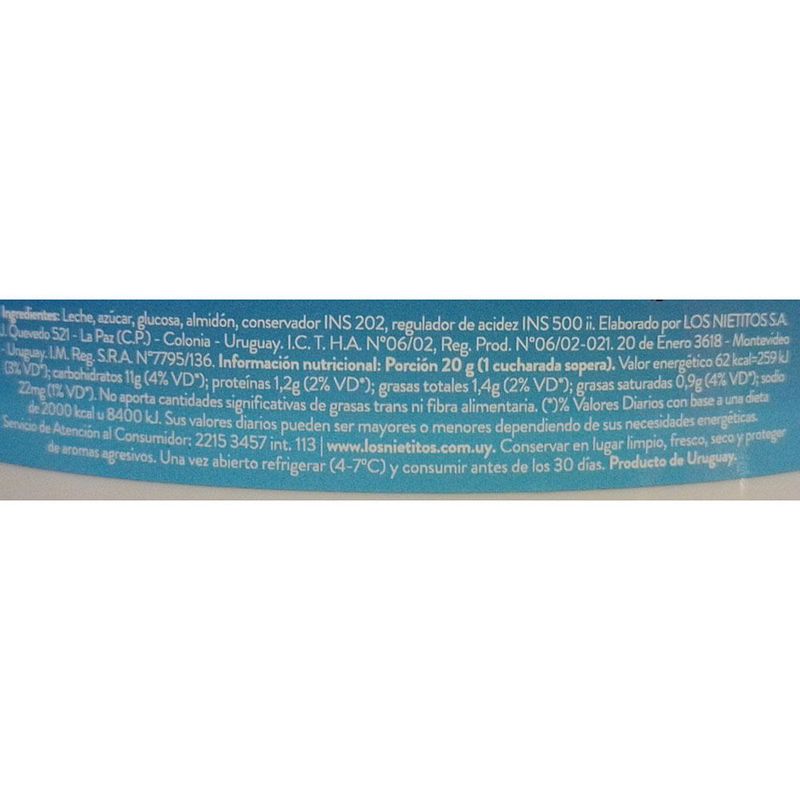 Ingredientes: Leche, azúcar, glucosa, almidón, conservador INS 202, regulador de acidez INS 500 ii. Elaborado por LOS NIETITOS S.A
J. Quevedo 521 - La Paz (C.P.) - Colonia - Uruguay. I.C. T. H.A. N°06/02, Reg. Prod. N°06/02-021. 20 de Enero 3618 - Montevideo
- Uruguay. I.M. Reg. S.R.A. N°7795/136. Información nutricional: Porción 20 g (1 cucharada sopera). Valor energético 62 kcal=259 kJ
(3% VD*); carbohidratos 11g (4% VD*); proteínas 1,2g (2% VD*); grasas totales 1,4g (2% VD*); grasas saturadas 0,9g (4% VD*); sodio
22mg (1% VD*). No aporta cantidades significativas de grasas trans ni fibra alimentaria. (*)% Valores Diarios con base a una dieta
de 2000 kcal u 8400 kJ. Sus valores diarios pueden ser mayores o menores dependiendo de sus necesidades energéticas.
Servicio de Atención al Consumidor: 2215 3457 int. 113 | www.losnietitos.com.uy. Conservar en lugar limpio, fresco, seco y proteger
de aromas agresivos. Una vez abierto refrigerar (4-7°C) y consumir antes de los 30 días. Producto de Uruguay.